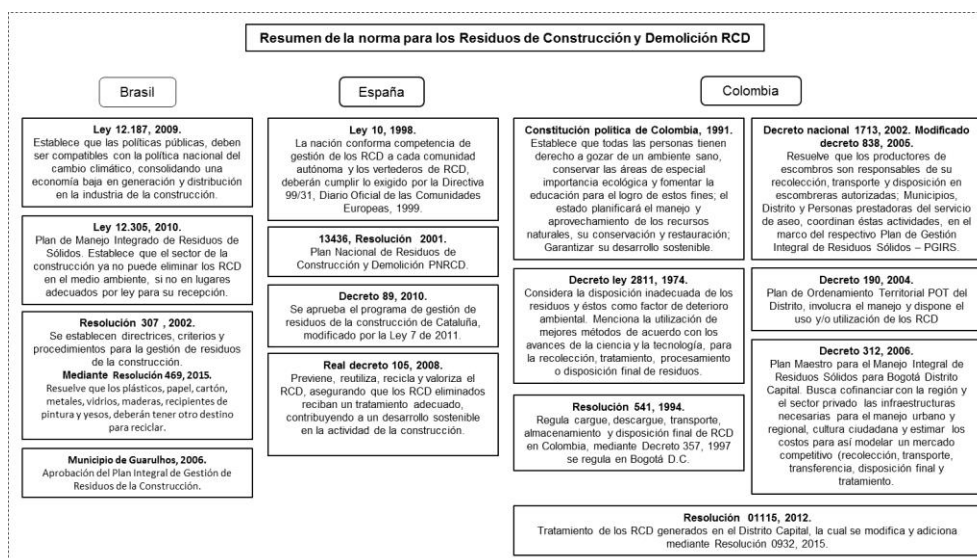 Resumen de la norma para los Residuos de Construcción y Demolición RCD
Brasil
Ley 12.187, 2009.
Establece que las políticas públicas, deben
ser compatibles con la política nacional del
cambio climático, consolidando una
economía baja en generación y distribución
en la industria de la construcción.
Ley 12.305, 2010.
Plan de Manejo Integrado de Residuos de
Sólidos. Establece que el sector de la
construcción ya no puede eliminar los RCD
en el medio ambiente, si no en lugares
adecuados por ley para su recepción.
Resolución 307 , 2002.
Se establecen directrices, criterios y
procedimientos para la gestión de residuos
de la construcción.
Mediante Resolución 469, 2015.
Resuelve que los plásticos, papel, cartón,
metales, vidrios, maderas, recipientes de
pintura y yesos, deberán tener otro destino
para reciclar.
Municipio de Guarulhos, 2006.
Aprobación del Plan Integral de Gestión de
Residuos de la Construcción.
España
Ley 10, 1998.
La nación conforma competencia de
gestión de los RCD a cada comunidad
autónoma y los vertederos de RCD,
deberán cumplir lo exigido por la Directiva
99/31, Diario Oficial de las Comunidades
Europeas, 1999.
13436, Resolución 2001.
Plan Nacional de Residuos de
Construcción y Demolición PNRCD.
Decreto 89, 2010.
Se aprueba el programa de gestión de
residuos de la construcción de Cataluña,
modificado por la Ley 7 de 2011.
Real decreto 105, 2008.
Previene, reutiliza, recicla y valoriza el
RCD, asegurando que los RCD eliminados
reciban un tratamiento adecuado,
contribuyendo a un desarrollo sostenible
en la actividad de la construcción.
Colombia
Constitución política de Colombia, 1991.
Establece que todas las personas tienen
derecho a gozar de un ambiente sano,
conservar las áreas de especial
importancia ecológica y fomentar la
educación para el logro de estos fines; el
estado planificará el manejo y
aprovechamiento de los recursos
naturales, su conservación y restauración;
Garantizar su desarrollo sostenible.
Decreto ley 2811, 1974.
Considera la disposición inadecuada de los
residuos y éstos como factor de deterioro
ambiental. Menciona la utilización de
mejores métodos de acuerdo con los
avances de la ciencia y la tecnología, para
la recolección, tratamiento, procesamiento
o disposición final de residuos.
Resolución 541, 1994.
Regula cargue, descargue, transporte,
almacenamiento y disposición final de RCD
en Colombia, mediante Decreto 357, 1997
se regula en Bogotá D.C.
Decreto nacional 1713, 2002. Modificado
decreto 838, 2005.
Resuelve que los productores de
escombros son responsables de su
recolección, transporte y disposición en
escombreras autorizadas; Municipios,
Distrito y Personas prestadoras del servicio
de aseo, coordinan éstas actividades, en el
marco del respectivo Plan de Gestión
Integral de Residuos Sólidos – PGIRS.
Decreto 190, 2004.
Plan de Ordenamiento Territorial POT del
Distrito, involucra el manejo y dispone el
uso y/o utilización de los RCD
Decreto 312, 2006.
Plan Maestro para el Manejo Integral de
Residuos Sólidos para Bogotá Distrito
Capital. Busca cofinanciar con la región y
el sector privado las infraestructuras
necesarias para el manejo urbano y
regional, cultura ciudadana y estimar los
costos para así modelar un mercado
competitivo (recolección, transporte,
transferencia, disposición final y
tratamiento.
Resolución 01115, 2012.
Tratamiento de los RCD generados en el Distrito Capital, la cual se modifica y adiciona
mediante Resolución 0932, 2015.